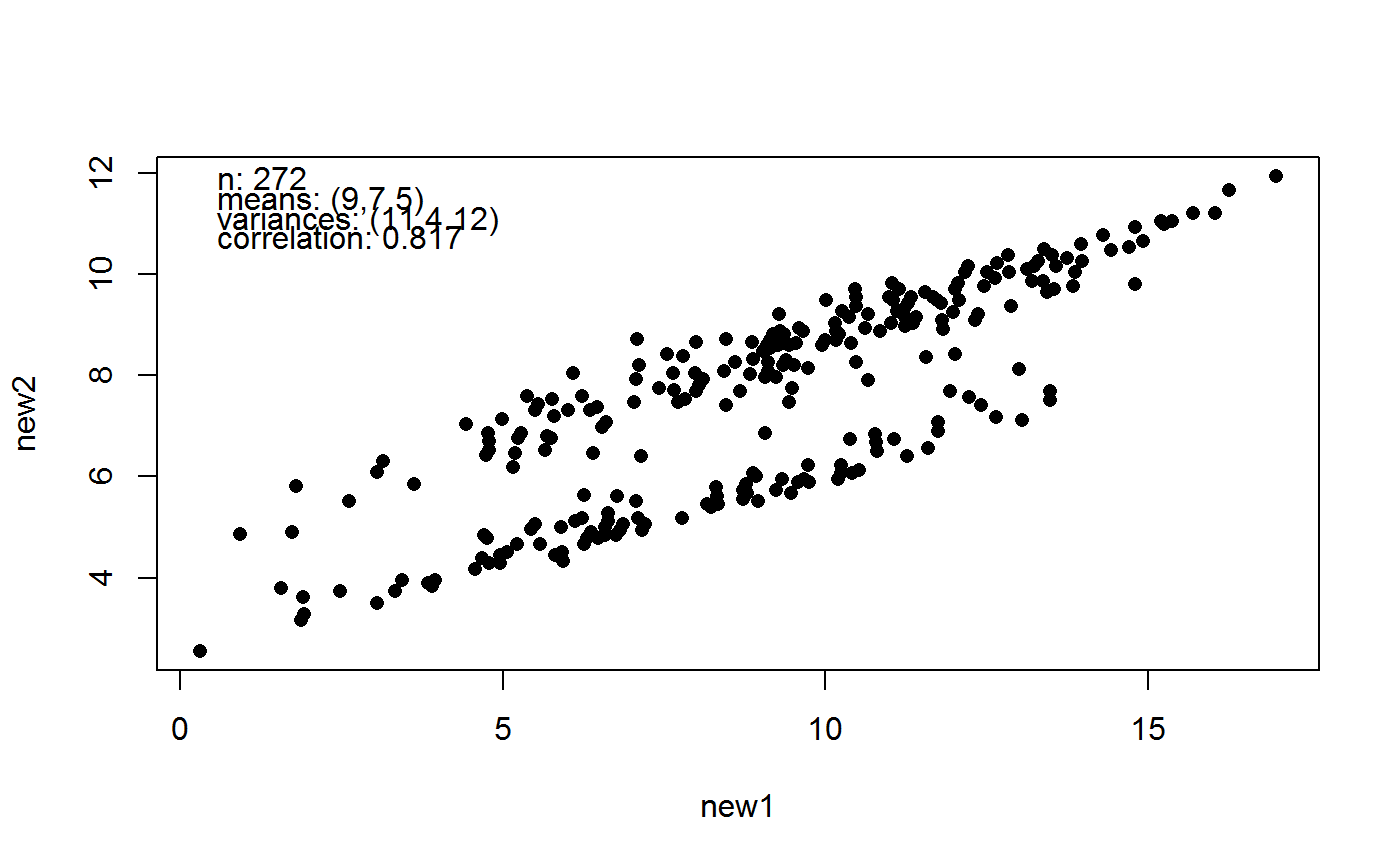 n: 272
means: (9,7.5)
variances: (11,4.12)
correlation: 0.817
12
10
8
6
4
new2
0 5 10 15
new1